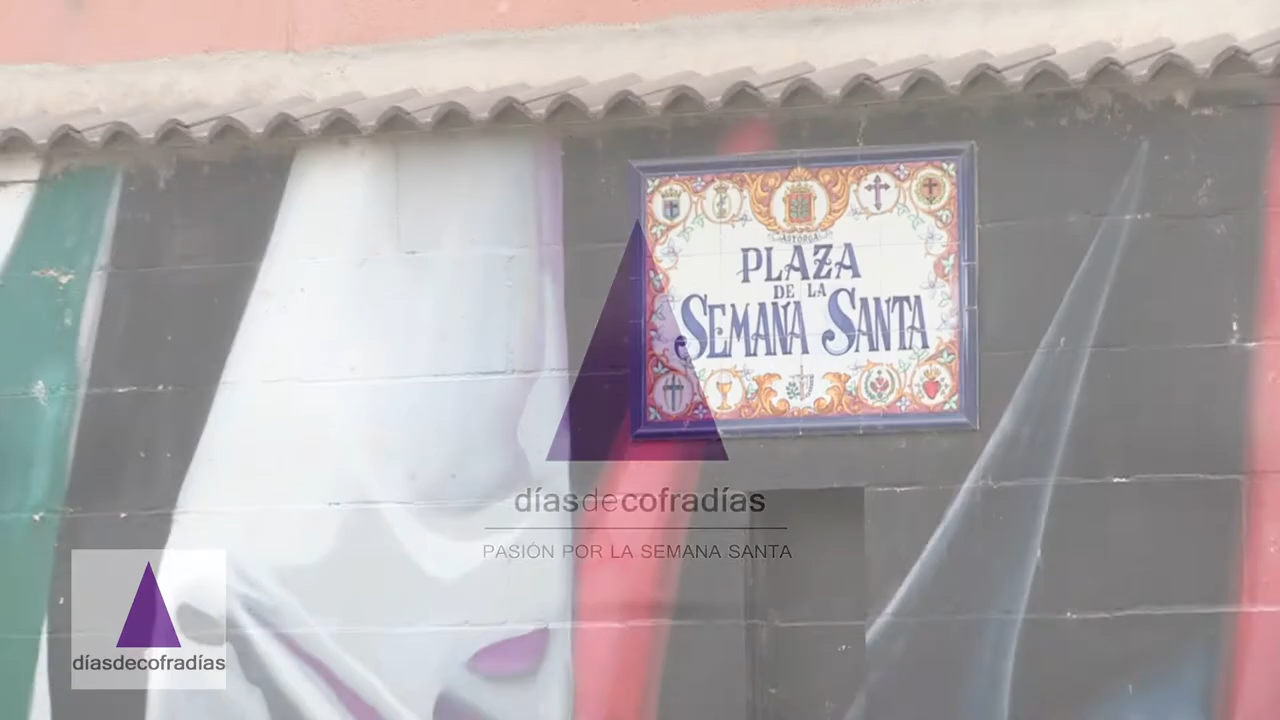 ASTORGA
PLAZA
DE LA
SEMANA SANTA
díasdecofradías
PASIÓN POR LA SEMANA SANTA
díasdecofradías